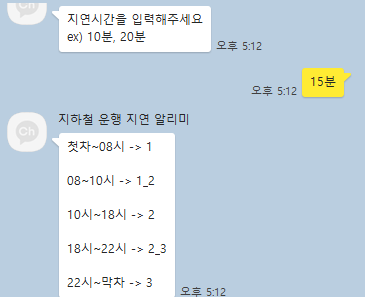 Ch
지연시간을 입력해주세요
ex) 10분, 20분
오후 5:12
15분
오후 5:12
Ch
지하철 운행 지연 알리미
첫차~08시 -> 1
08~10시 -> 1_2
10시~18시 -> 2
18시~22시 -> 2_3
22시~막차 -> 3
오후 5:12